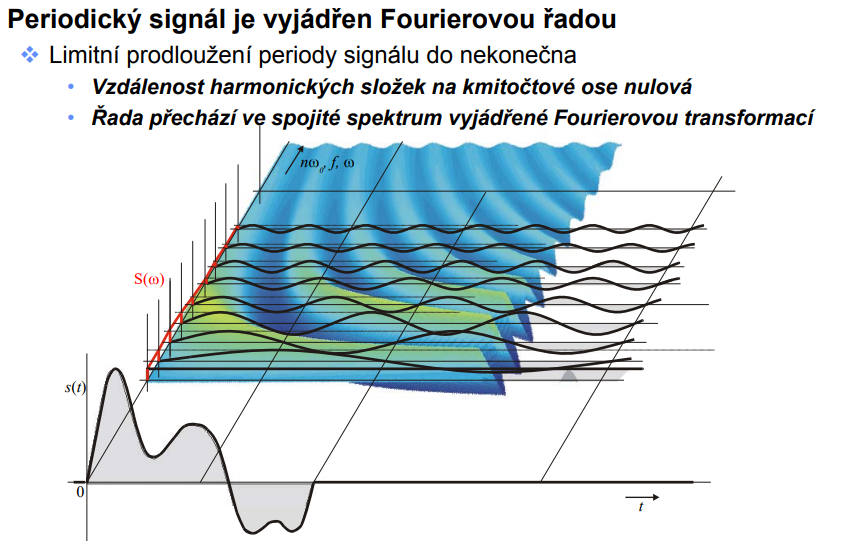 Periodický signál je vyjádřen Fourierovou řadou
Limitní prodloužení periody signálu do nekonečna
Vzdálenost harmonických složek na kmitočtové ose nulová
Řada přechází ve spojité spektrum vyjádřené Fourierovou transformací
nω₀, f, ω
S(ω)
s(t)
0
t